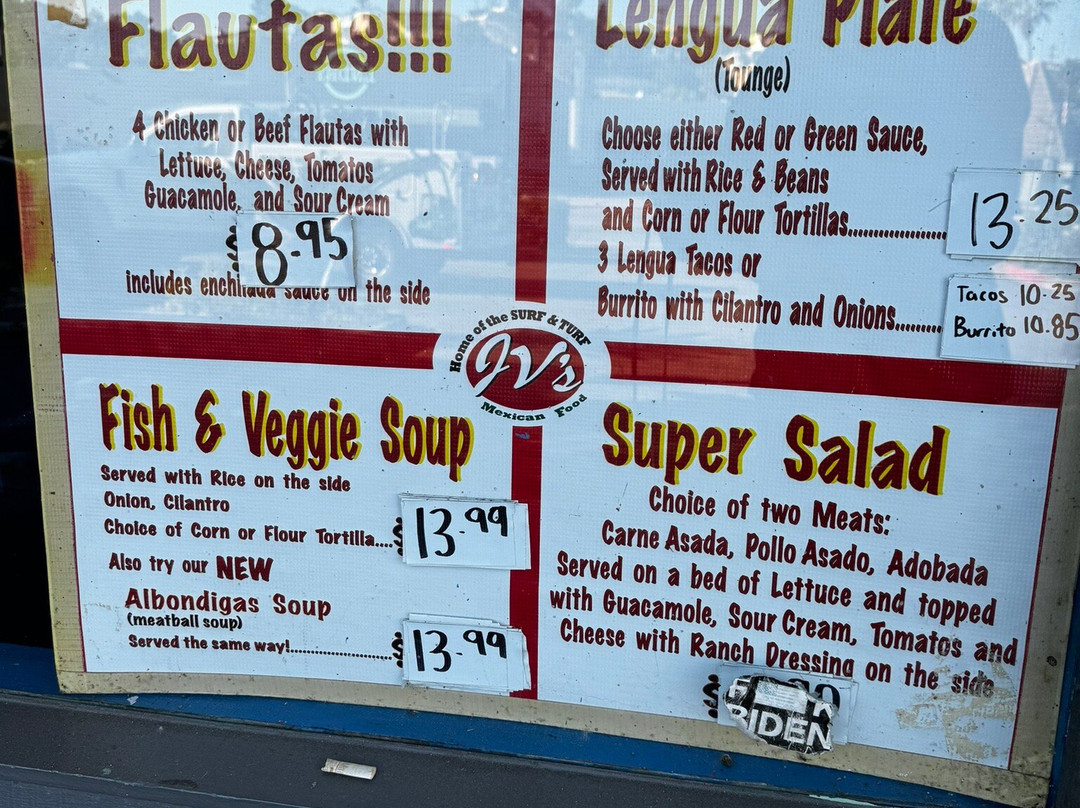 Flautas!!!
4 Chicken or Beef Flautas with
Lettuce, Cheese, Tomatos
Guacamole, and Sour Cream
$8.95
includes enchilada sauce on the side
Lengua Plate
(Tounge)
Choose either Red or Green Sauce,
Served with Rice & Beans
and Corn or Flour Tortillas................. 13.25
3 Lengua Tacos or
Burrito with Cilantro and Onions.........
Tacos 10.25
Burrito 10.85
Home of the SURF & TURF
JV's
Mexican Food
Fish & Veggie Soup
Served with Rice on the side
Onion, Cilantro
Choice of Corn or Flour Tortilla....$ 13.99
Also try our NEW
Albondigas Soup
(meatball soup)
Served the same way!.....................$ 13.99
Super Salad
Choice of two Meats:
Carne Asada, Pollo Asado, Adobada
Served on a bed of Lettuce and topped
with Guacamole, Sour Cream, Tomatos and
Cheese with Ranch Dressing on the side
$
BIDEN